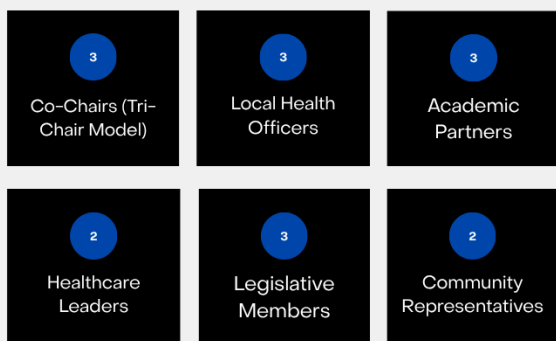 3
Co-Chairs (Tri-
Chair Model)
3
Local Health
Officers
3
Academic
Partners
2
Healthcare
Leaders
3
Legislative
Members
2
Community
Representatives